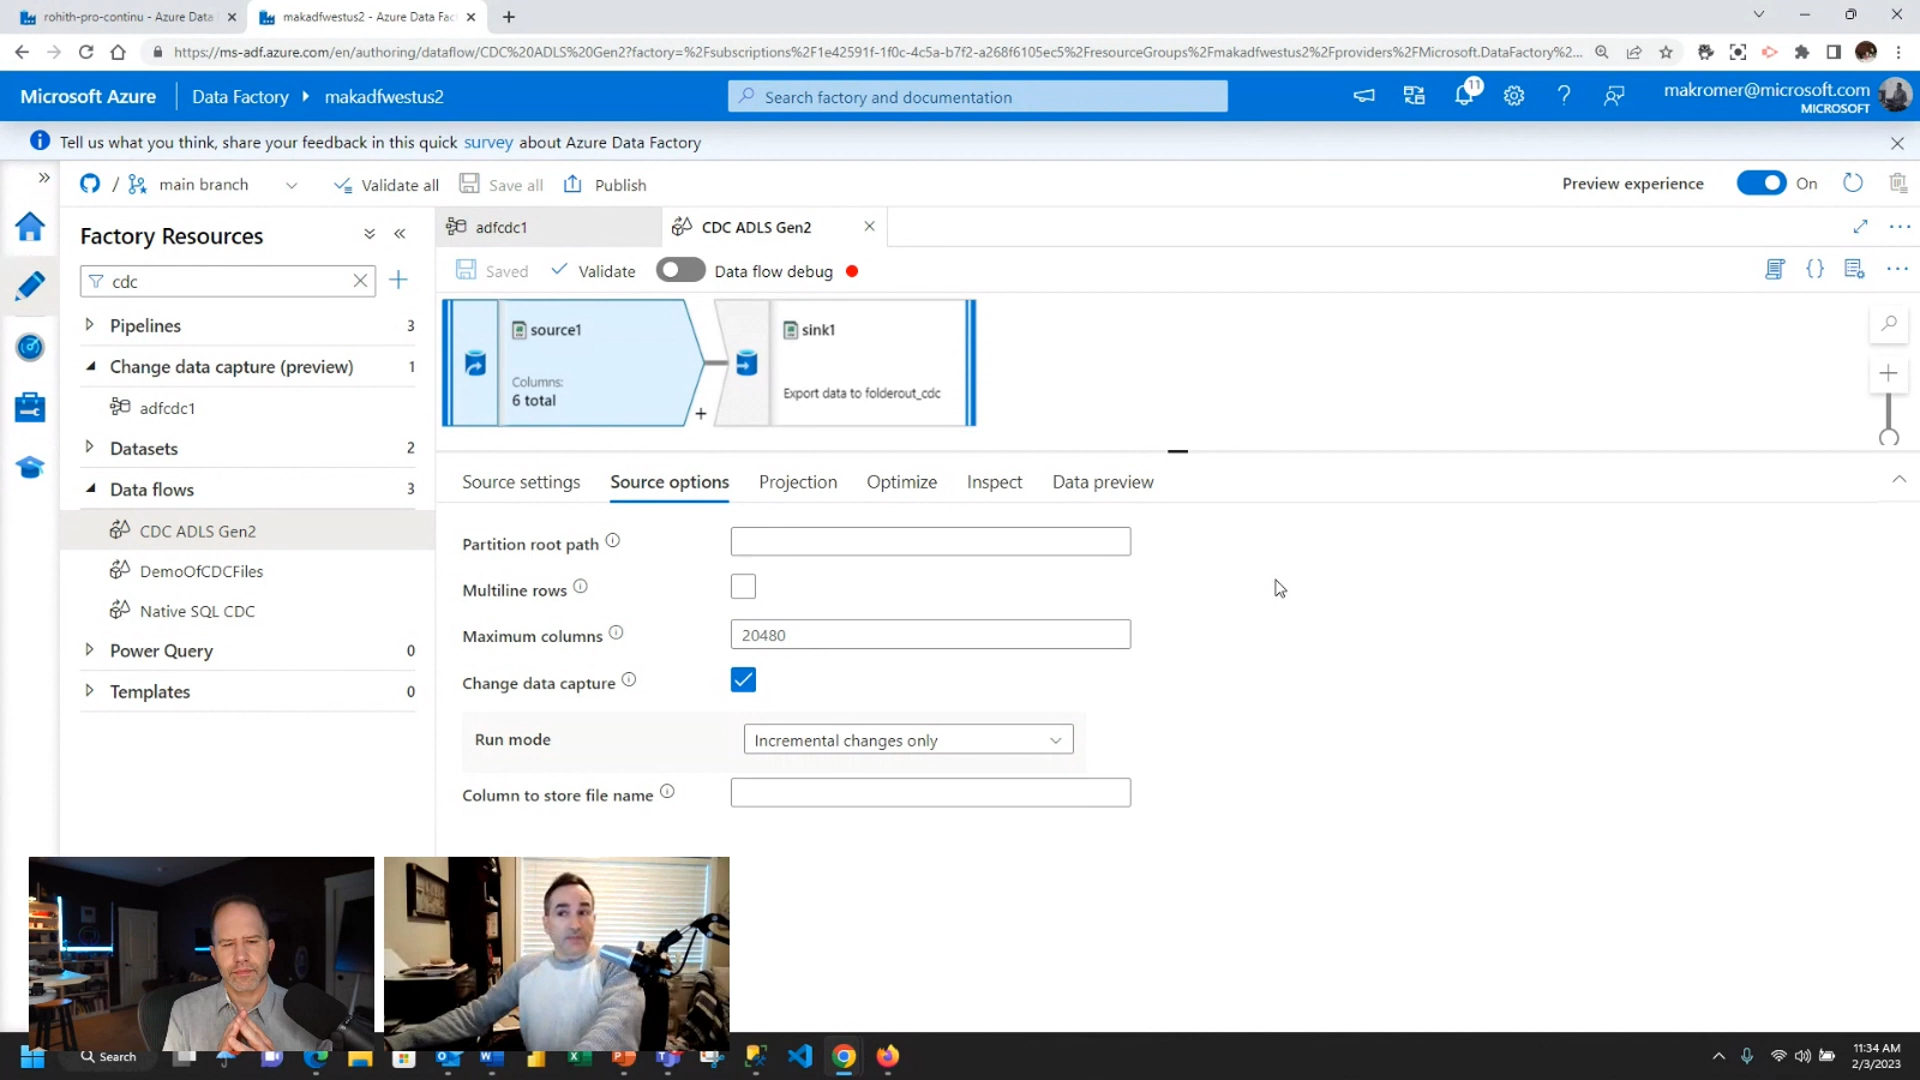 rohith-pro-continu - Azure Data
makadfwestus2 - Azure Data Fac
https://ms-adf.azure.com/en/authoring/dataflow/CDC%20ADLS%20Gen2?factory=%2Fsubscriptions%2F1e42591f-1f0c-4c5a-b7f2-a268f6105ec5%2FresourceGroups%2Fmakadfwestus2%2Fproviders%2FMicrosoft.DataFactory%2...
Microsoft Azure
Data Factory
makadfwestus2
Search factory and documentation
11
makromer@microsoft.com
MICROSOFT
Tell us what you think, share your feedback in this quick survey about Azure Data Factory
/ main branch
Validate all
Save all
Publish
Preview experience
On
Factory Resources
cdc
Pipelines 3
Change data capture (preview) 1
adfcdc1
Datasets 2
Data flows 3
CDC ADLS Gen2
DemoOfCDCFiles
Native SQL CDC
Power Query 0
Templates 0
adfcdc1
CDC ADLS Gen2
Saved
Validate
Data flow debug
source1
Columns:
6 total
sink1
Export data to folderout_cdc
Source settings
Source options
Projection
Optimize
Inspect
Data preview
Partition root path
Multiline rows
Maximum columns
20480
Change data capture
Run mode
Incremental changes only
Column to store file name
Search
11:34 AM
2/3/2023